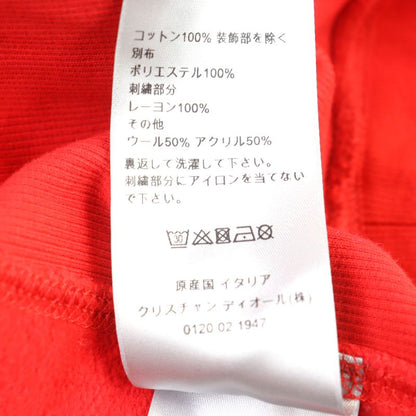 コットン100% 装飾部を除く
別布
ポリエステル100%
刺繍部分
レーヨン100%
その他
ウール50% アクリル50%
裏返して洗濯して下さい。
刺繍部分にアイロンを当てない
で下さい。
30
原産国 イタリア
クリスチャン ディオール(株)
0120.02 1947